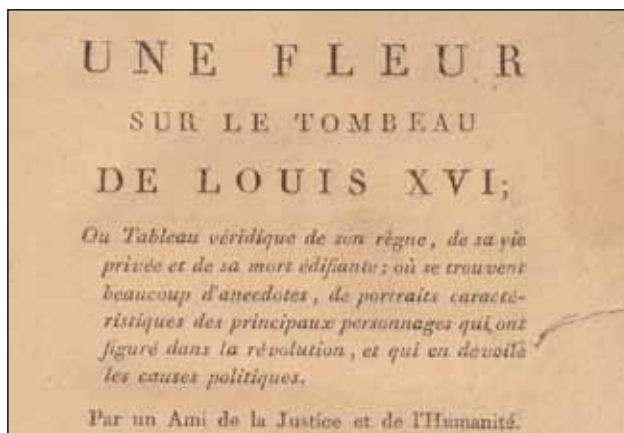 UNE FLEUR
SUR LE TOMBEAU
DE LOUIS XVI;
Ou Tableau véridique de son règne, de sa vie
privée et de sa mort édifiante; où se trouvent
beaucoup d'anecdotes, de portraits caracté-
ristiques des principaux personnages qui ont
figuré dans la révolution, et qui en dévoile
les causes politiques.
Par un Ami de la Justice et de l'Humanité.